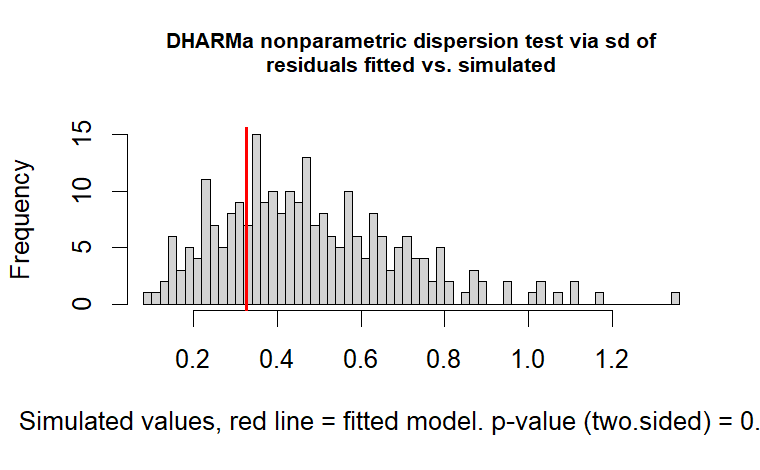 DHARMa nonparametric dispersion test via sd of
residuals fitted vs. simulated
Frequency
15
10
5
0
0.2 0.4 0.6 0.8 1.0 1.2
Simulated values, red line = fitted model. p-value (two.sided) = 0.